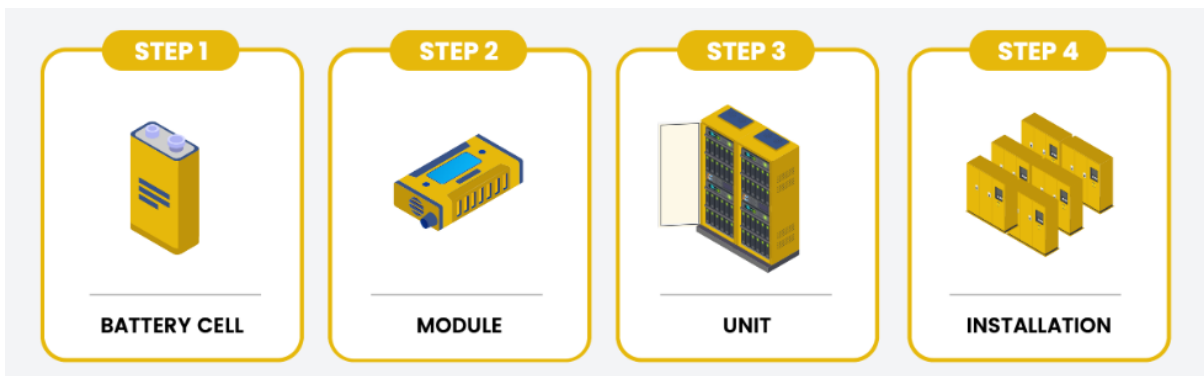 STEP 1
STEP 2
STEP 3
STEP 4
BATTERY CELL
MODULE
UNIT
INSTALLATION